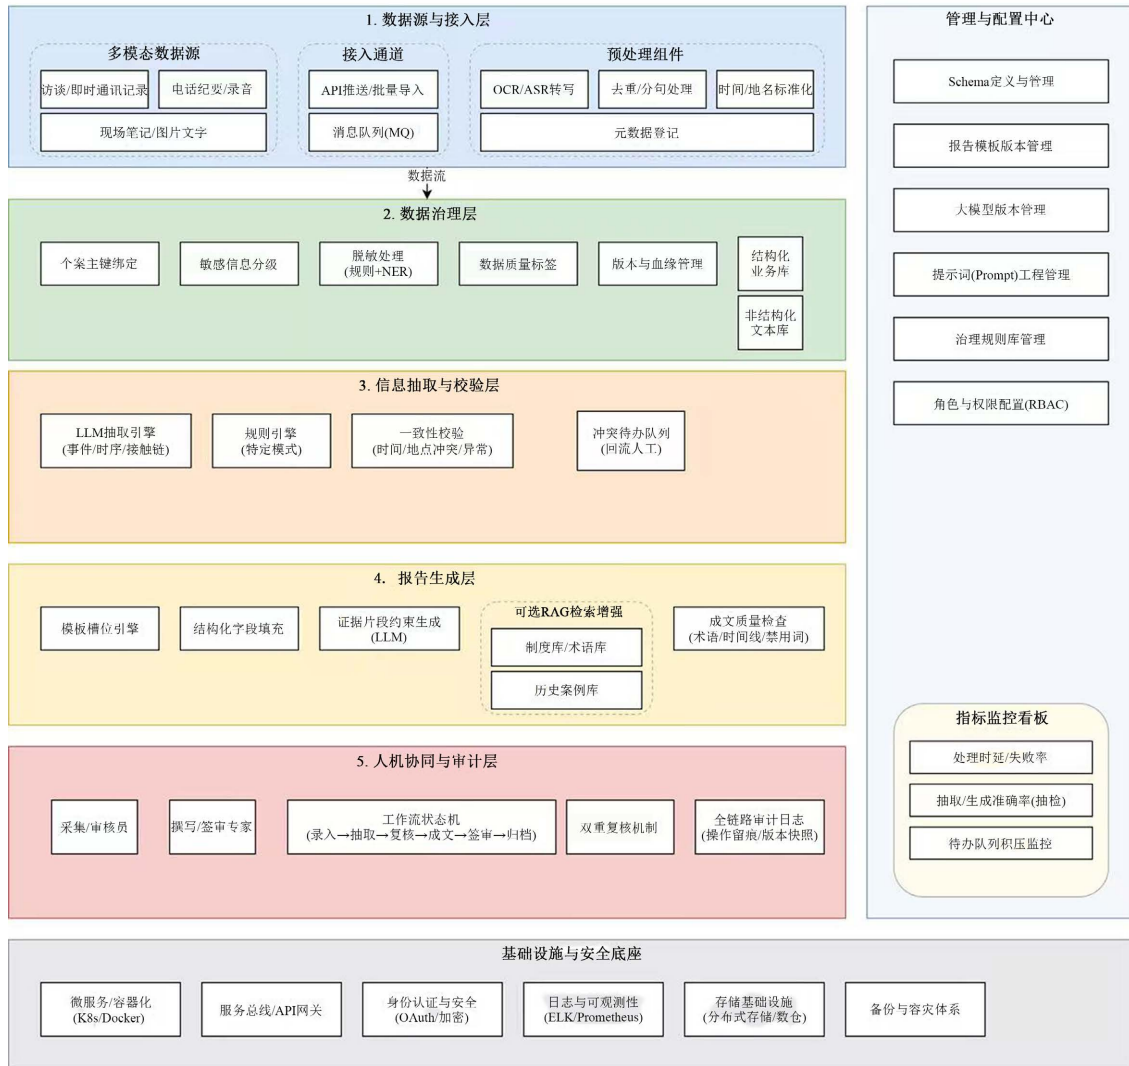 1. 数据源与接入层
多模态数据源
访谈/即时通讯记录
电话纪要/录音
现场笔记/图片文字
接入通道
API推送/批量导入
消息队列(MQ)
预处理组件
OCR/ASR转写
去重/分句处理
时间/地名标准化
元数据登记
数据流
2. 数据治理层
个案主键绑定
敏感信息分级
脱敏处理
(规则+NER)
数据质量标签
版本与血缘管理
结构化
业务库
非结构化
文本库
3. 信息抽取与校验层
LLM抽取引擎
(事件/时序/接触链)
规则引擎
(特定模式)
一致性校验
(时间/地点冲突/异常)
冲突待办队列
(回流人工)
4. 报告生成层
模板槽位引擎
结构化字段填充
证据片段约束生成
(LLM)
可选RAG检索增强
制度库/术语库
历史案例库
成文质量检查
(术语/时间线/禁用词)
5. 人机协同与审计层
采集/审核员
撰写/签审专家
工作流状态机
(录入→抽取→复核→成文→签审→归档)
双重复核机制
全链路审计日志
(操作留痕/版本快照)
管理与配置中心
Schema定义与管理
报告模板版本管理
大模型版本管理
提示词(Prompt)工程管理
治理规则库管理
角色与权限配置(RBAC)
指标监控看板
处理时延/失败率
抽取/生成准确率(抽检)
待办队列积压监控
基础设施与安全底座
微服务/容器化
(K8s/Docker)
服务总线/API网关
身份认证与安全
(OAuth/加密)
日志与可观测性
(ELK/Prometheus)
存储基础设施
(分布式存储/数仓)
备份与容灾体系